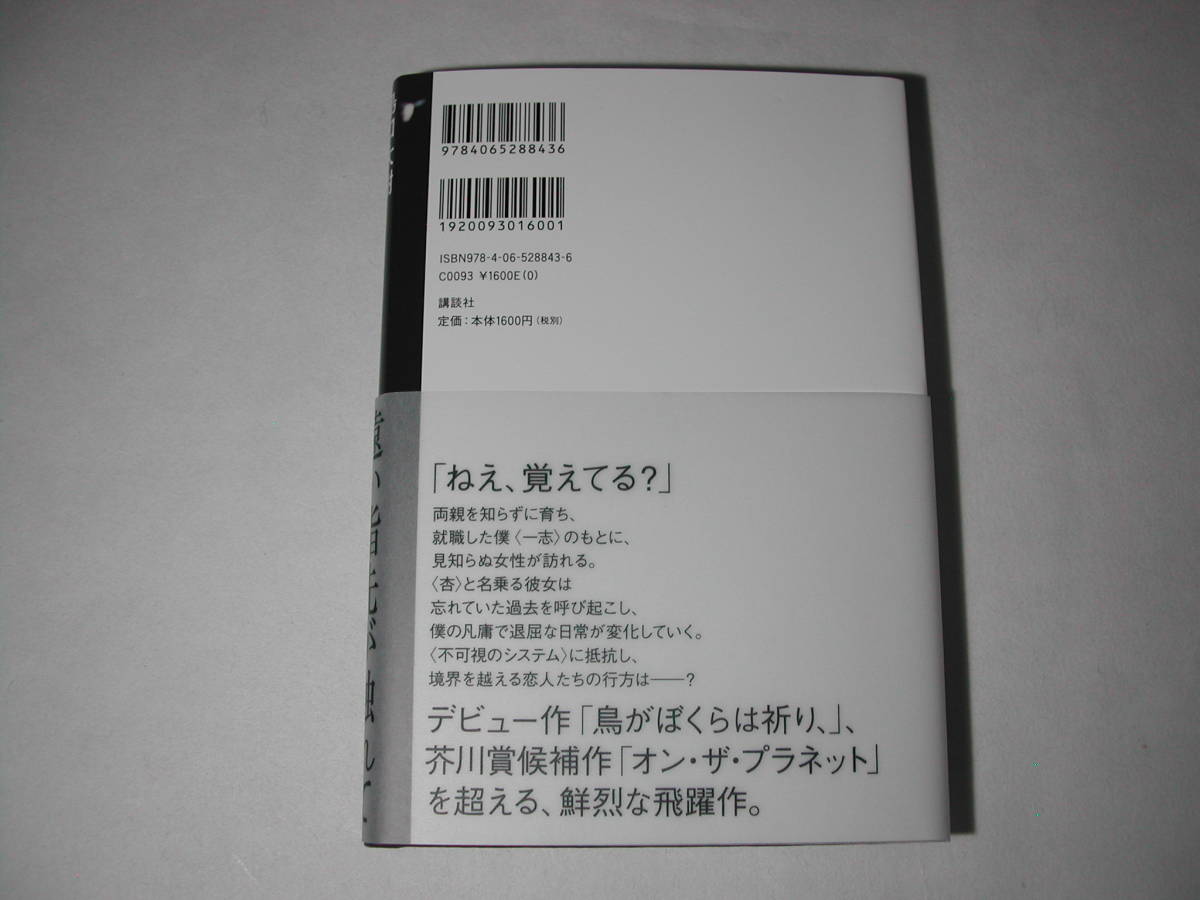 9784065288436
1920093016001
ISBN978-4-06-528843-6
C0093 ¥1600E(0)
講談社
定価:本体1600円(税別)
「ねえ、覚えてる?」
両親を知らずに育ち、
就職した僕〈一志〉のもとに、
見知らぬ女性が訪れる。
〈杏〉と名乗る彼女は
忘れていた過去を呼び起こし、
僕の凡庸で退屈な日常が変化していく。
〈不可視のシステム〉に抵抗し、
境界を越える恋人たちの行方は――?
デビュー作「鳥がぼくらは祈り、」、
芥川賞候補作「オン・ザ・プラネット」
を超える、鮮烈な飛躍作。